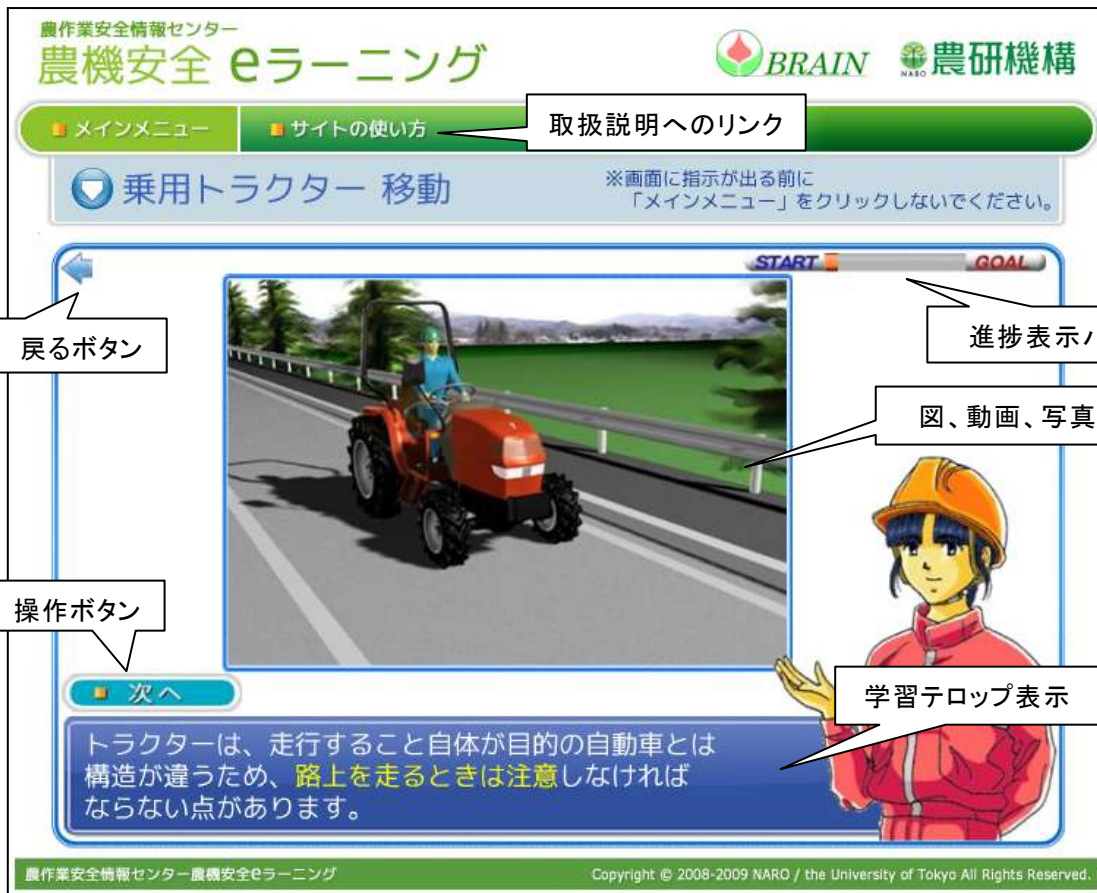 農作業安全情報センター
農機安全 eラーニング
BRAIN
NARO 農研機構
メインメニュー
サイトの使い方
取扱説明へのリンク
乗用トラクター 移動
※画面に指示が出る前に
「メインメニュー」をクリックしないでください。
START
GOAL
戻るボタン
進捗表示バ
図、動画、写真
操作ボタン
次へ
学習テロップ表示
トラクターは、走行すること自体が目的の自動車とは
構造が違うため、路上を走るときは注意しなければ
ならない点があります。
農作業安全情報センター農機安全eラーニング
Copyright © 2008-2009 NARO / the University of Tokyo All Rights Reserved.